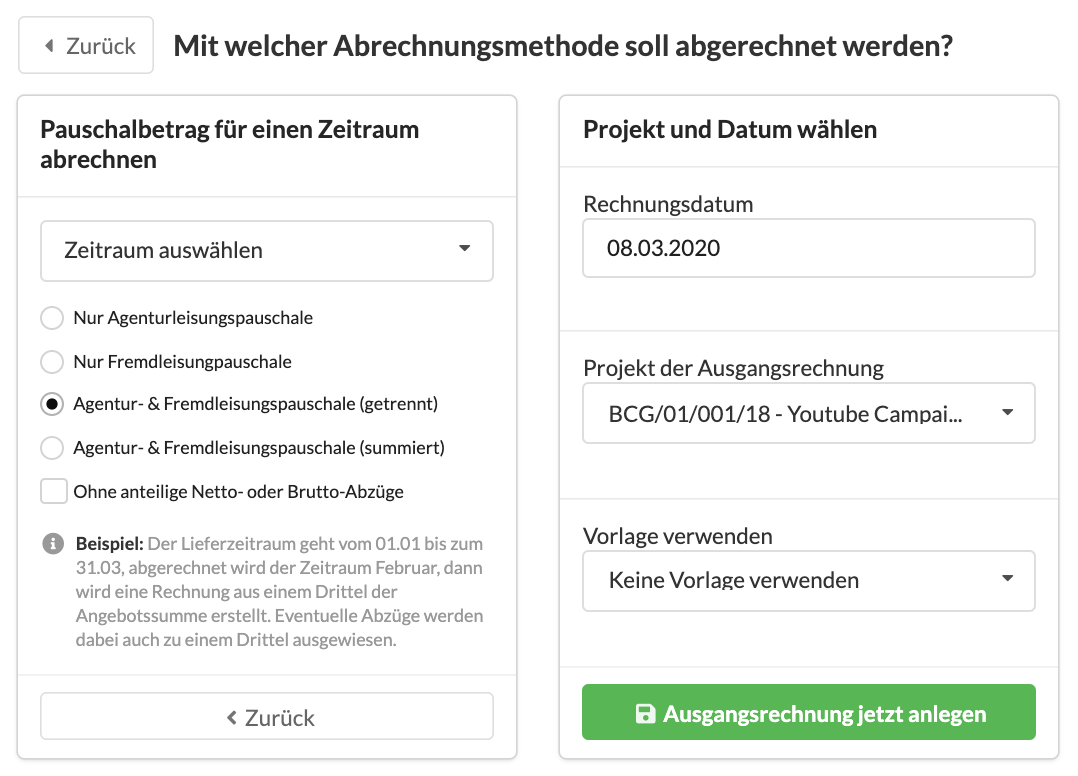 Zurück
Mit welcher Abrechnungsmethode soll abgerechnet werden?
Pauschalbetrag für einen Zeitraum
abrechnen
Zeitraum auswählen
Nur Agenturleisungspauschale
Nur Fremdleisungpauschale
Agentur- & Fremdleisungspauschale (getrennt)
Agentur- & Fremdleisungspauschale (summiert)
Ohne anteilige Netto- oder Brutto-Abzüge
Beispiel: Der Lieferzeitraum geht vom 01.01 bis zum
31.03, abgerechnet wird der Zeitraum Februar, dann
wird eine Rechnung aus einem Drittel der
Angebotssumme erstellt. Eventuelle Abzüge werden
dabei auch zu einem Drittel ausgewiesen.
Zurück
Projekt und Datum wählen
Rechnungsdatum
08.03.2020
Projekt der Ausgangsrechnung
BCG/01/001/18 - Youtube Campai...
Vorlage verwenden
Keine Vorlage verwenden
Ausgangsrechnung jetzt anlegen